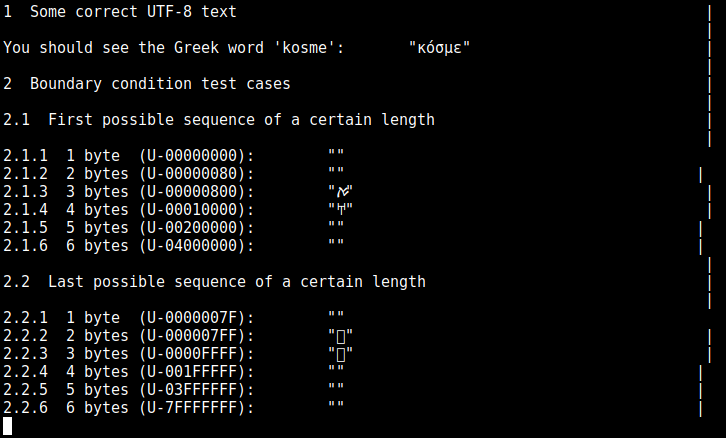 1  Some correct UTF-8 text                                                    |
                                                                              |
You should see the Greek word 'kosme':       "κόσμε"                          |
                                                                              |
2  Boundary condition test cases                                              |
                                                                              |
2.1  First possible sequence of a certain length                              |
                                                                              |
2.1.1  1 byte  (U-00000000):        ""
2.1.2  2 bytes (U-00000080):        ""                                       |
2.1.3  3 bytes (U-00000800):        "ࠀ"                                       |
2.1.4  4 bytes (U-00010000):        "𐀀"                                       |
2.1.5  5 bytes (U-00200000):        ""                                       |
2.1.6  6 bytes (U-04000000):        ""                                       |
                                                                              |
2.2  Last possible sequence of a certain length                               |
                                                                              |
2.2.1  1 byte  (U-0000007F):        ""
2.2.2  2 bytes (U-000007FF):        "߿"                                       |
2.2.3  3 bytes (U-0000FFFF):        "￿"                                       |
2.2.4  4 bytes (U-001FFFFF):        ""                                       |
2.2.5  5 bytes (U-03FFFFFF):        ""                                       |
2.2.6  6 bytes (U-7FFFFFFF):        ""                                       |